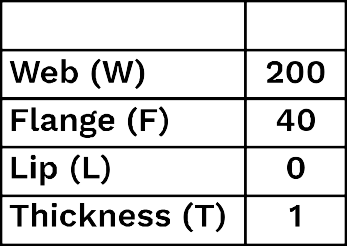 Web (W) 200
Flange (F) 40
Lip (L) 0
Thickness (T) 1